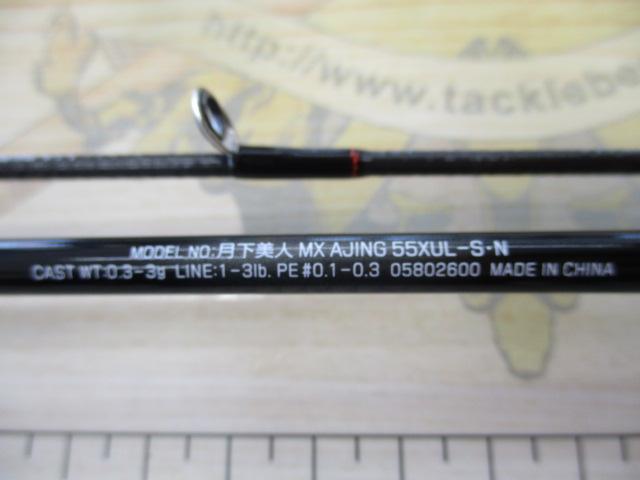 http://www.tacklebe
MODEL NO:月下美人 MX AJING 55XUL-S・N
CAST WT:0.3-3g LINE:1-3lb. PE#0.1-0.3 05802600 MADE IN CHINA